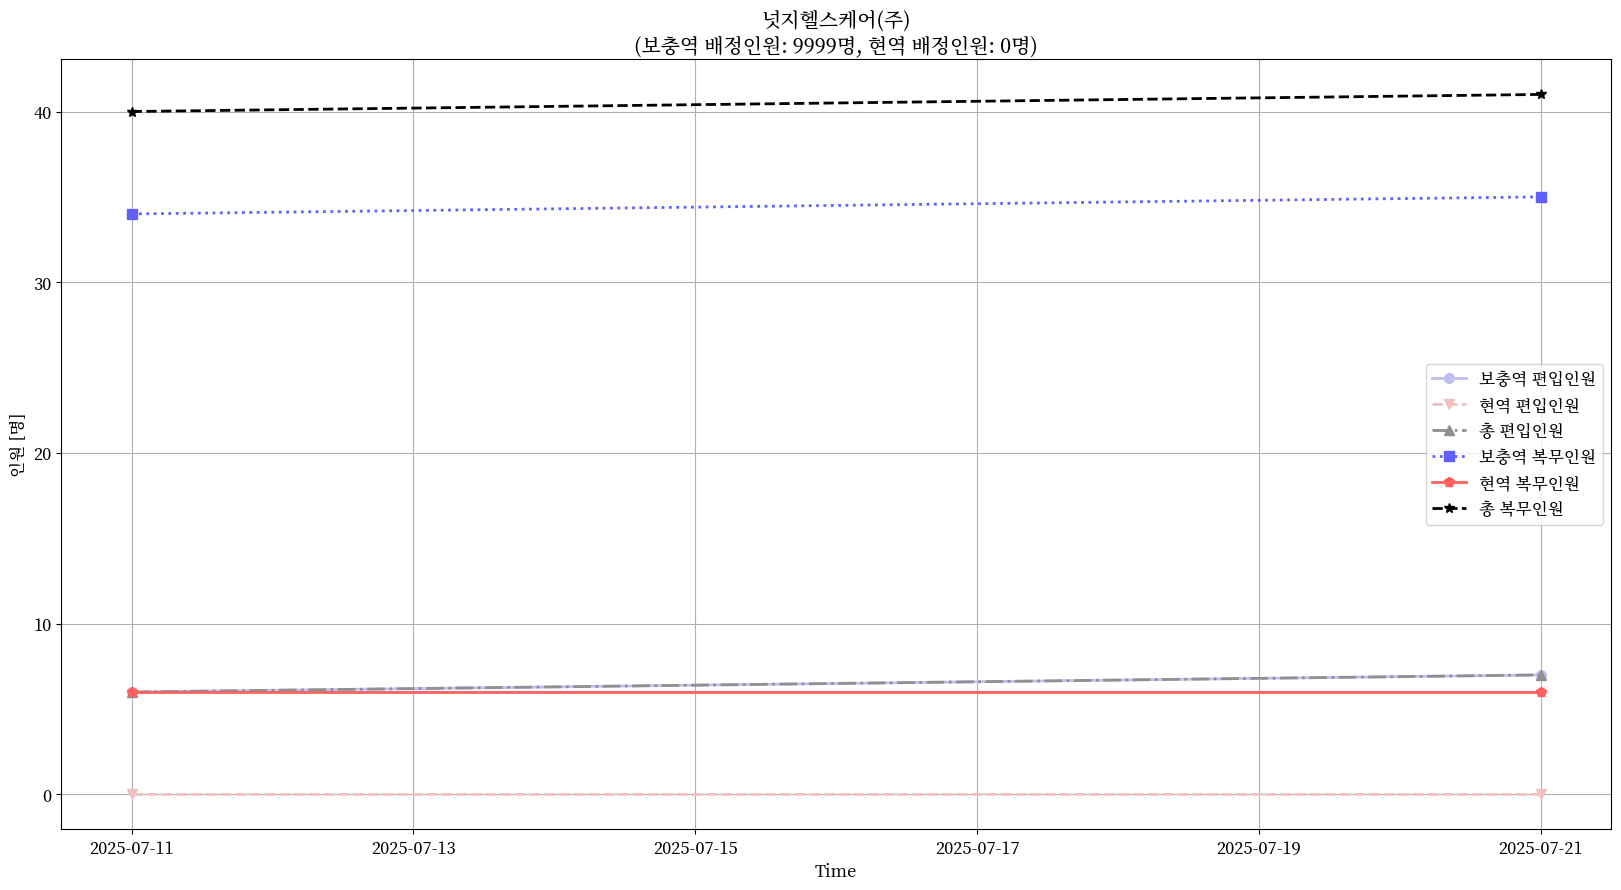 넛지헬스케어(주)
(보충역 배정인원: 9999명, 현역 배정인원: 0명)
40
30
20
10
0
인원 [명]
보충역 편입인원
현역 편입인원
총 편입인원
보충역 복무인원
현역 복무인원
총 복무인원
2025-07-11
2025-07-13
2025-07-15
2025-07-17
2025-07-19
2025-07-21
Time